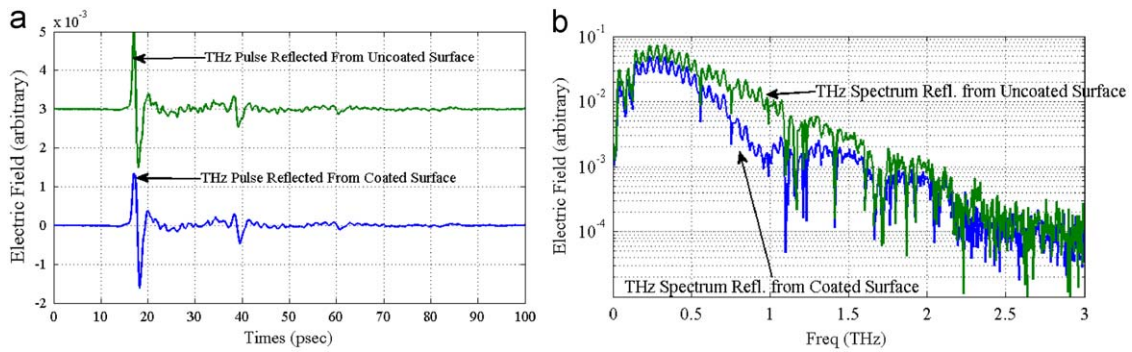 a
x 10⁻³
5
4
3
2
1
0
-1
-2
THz Pulse Reflected From Uncoated Surface
THz Pulse Reflected From Coated Surface
Electric Field (arbitrary)
0 10 20 30 40 50 60 70 80 90 100
Times (psec)
b
10⁻¹
10⁻²
10⁻³
10⁻⁴
THz Spectrum Refl. from Uncoated Surface
THz Spectrum Refl. from Coated Surface
Electric Field (arbitrary)
0 0.5 1 1.5 2 2.5 3
Freq (THz)